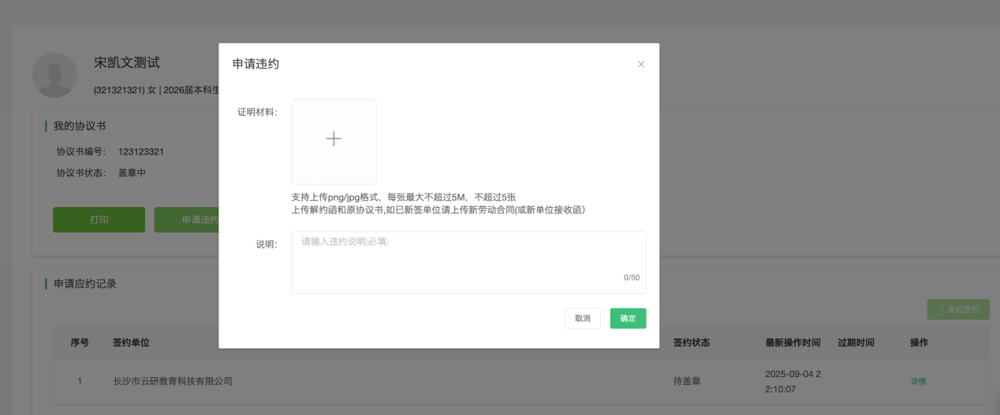 宋凯文测试
(321321321) 女 | 2026届本科生
我的协议书
协议书编号： 123123321
协议书状态： 盖章中
打印
申请违约
申请违约
证明材料：
支持上传png/jpg格式，每张最大不超过5M，不超过5张
上传解约函和原协议书,如已新签单位请上传新劳动合同(或新单位接收函）
说明：
请输入违约说明(必填)
0/50
取消
确定
申请应约记录
+ 发起签约
序号 签约单位 签约状态 最新操作时间 过期时间 操作
1 长沙市云研教育科技有限公司 待盖章 2025-09-04 2
2:10:07 详情